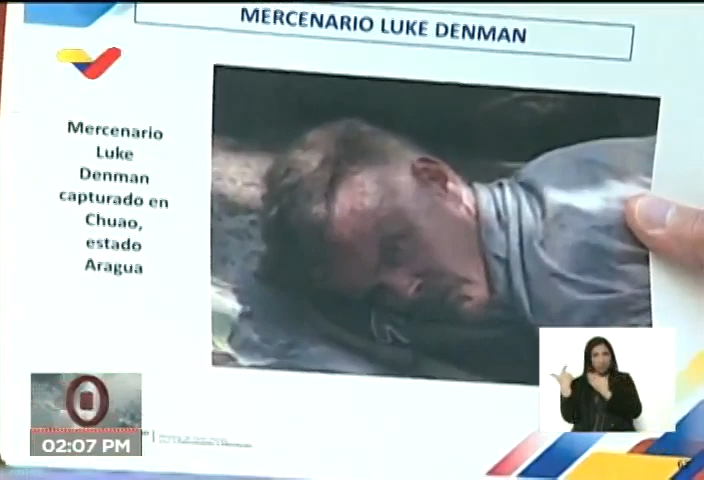 MERCENARIO LUKE DENMAN
Mercenario
Luke
Denman
capturado en
Chuao,
estado
Aragua
02:07 PM